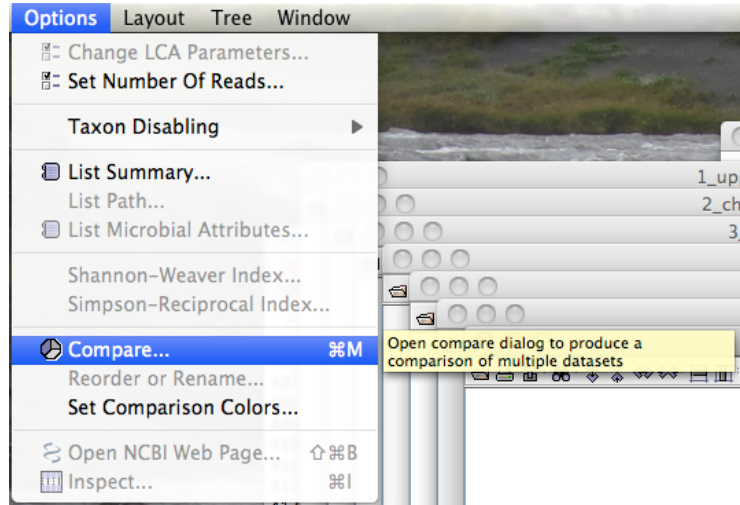 Options Layout Tree Window
Change LCA Parameters...
Set Number Of Reads...
Taxon Disabling
List Summary...
List Path...
List Microbial Attributes...
Shannon-Weaver Index...
Simpson-Reciprocal Index...
Compare... ⌘M
Reorder or Rename...
Set Comparison Colors...
Open NCBI Web Page... ⇧⌘B
Inspect... ⌘I
1_up
2_ch
3_
Open compare dialog to produce a
comparison of multiple datasets